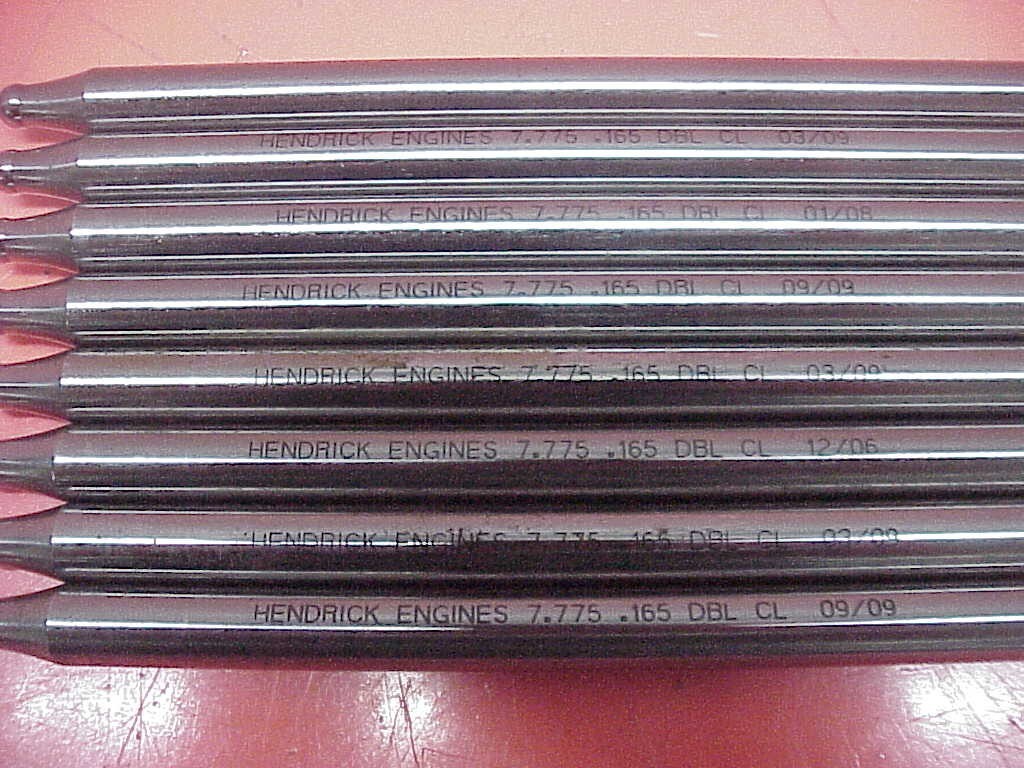 HENDRICK ENGINES 7.775 .165 DBL CL 03/09
HENDRICK ENGINES 7.775 .165 DBL CL 01/08
HENDRICK ENGINES 7.775 .165 DBL CL 09/09
HENDRICK ENGINES 7.775 .165 DBL CL 03/09
HENDRICK ENGINES 7.775 .165 DBL CL 12/06
HENDRICK ENGINES 7.775 .165 DBL CL 03/09
HENDRICK ENGINES 7.775 .165 DBL CL 09/09